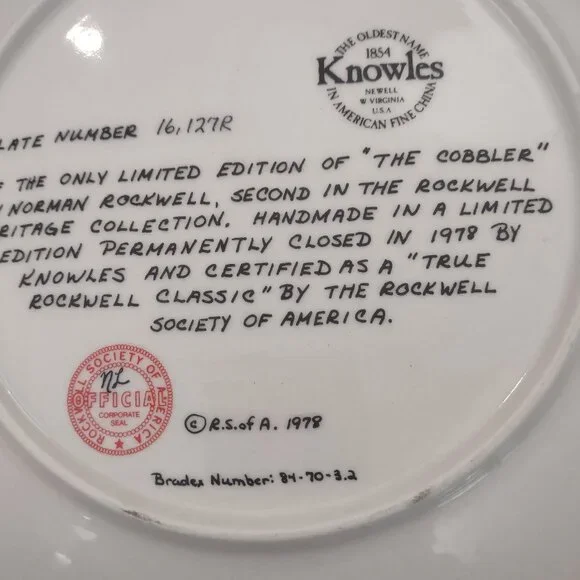 THE OLDEST NAME
1854
Knowles
NEWELL
W VIRGINIA
U.S.A
IN AMERICAN FINE CHINA
LATE NUMBER 16,127R
F THE ONLY LIMITED EDITION OF "THE COBBLER"
NORMAN ROCKWELL, SECOND IN THE ROCKWELL
RITAGE COLLECTION. HANDMADE IN A LIMITED
EDITION PERMANENTLY CLOSED IN 1978 BY
KNOWLES AND CERTIFIED AS A "TRUE
ROCKWELL CLASSIC" BY THE ROCKWELL
SOCIETY OF AMERICA.
ROCKWELL SOCIETY OF AMERICA
NL
OFFICIAL
CORPORATE
SEAL
© R.S. of A. 1978
Bradex Number: 84-70-3.2